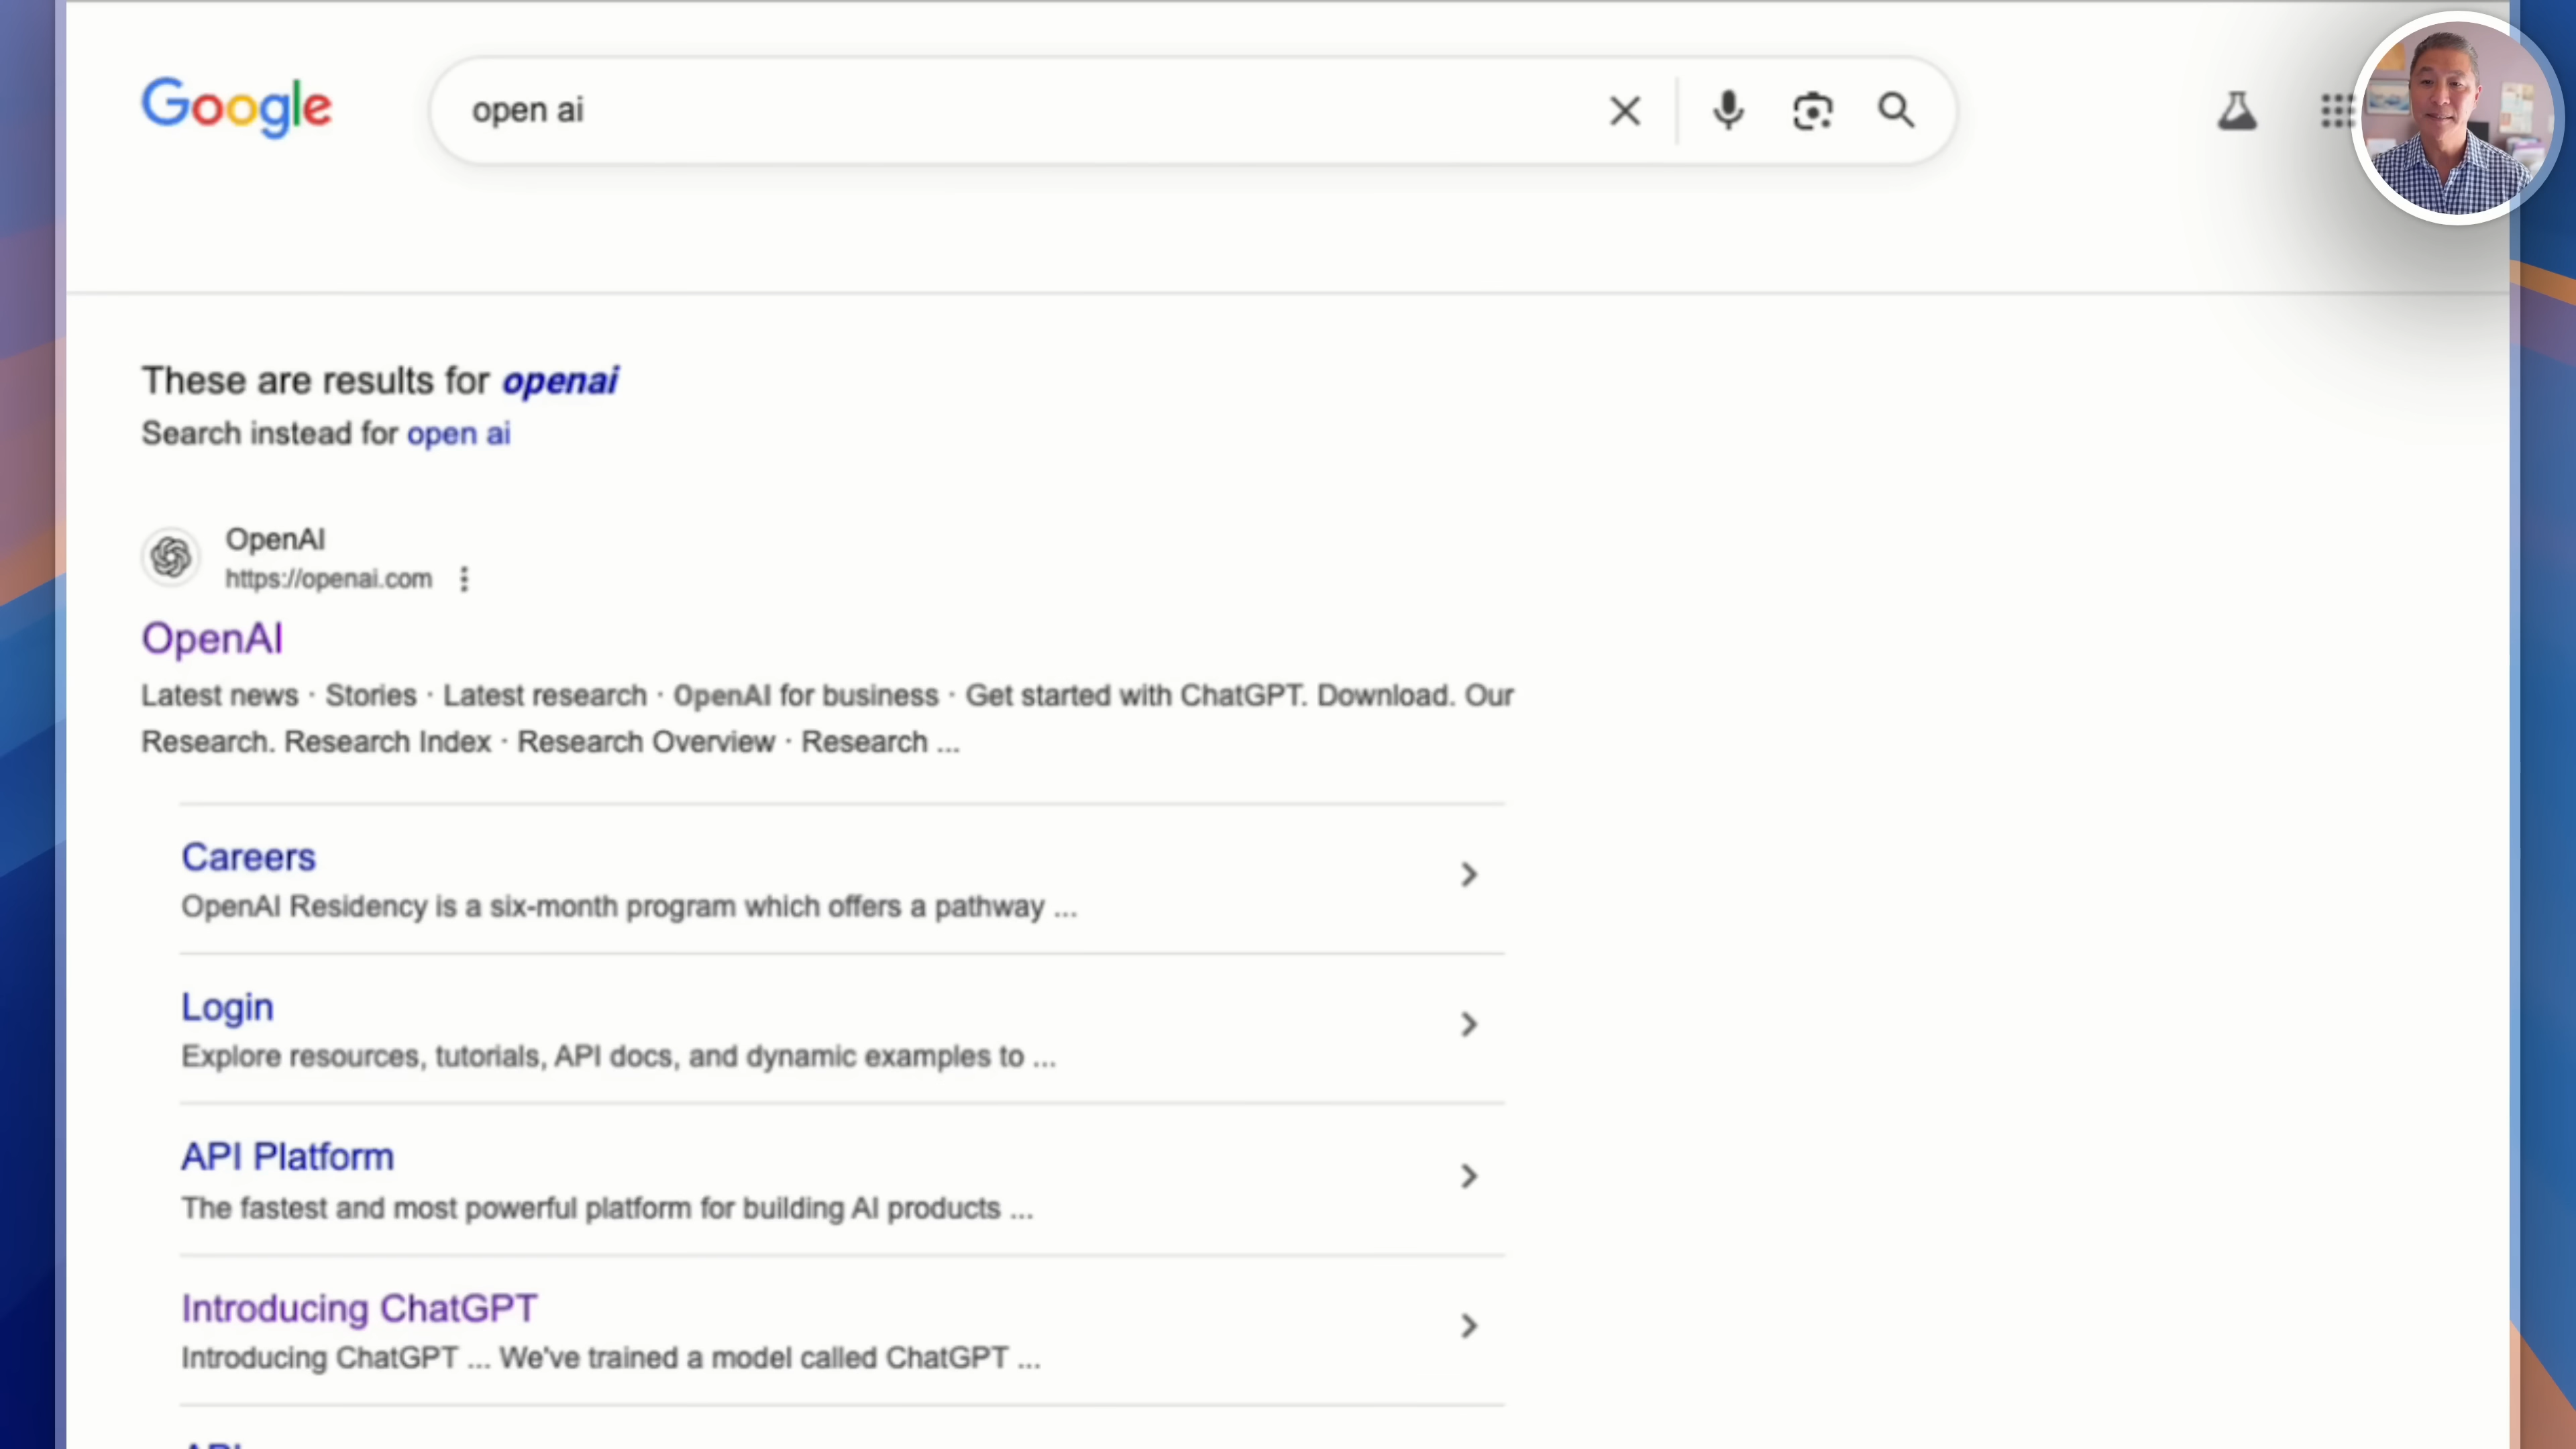 Google
open ai
These are results for openai
Search instead for open ai
OpenAI
https://openai.com
OpenAI
Latest news · Stories · Latest research · OpenAI for business · Get started with ChatGPT. Download. Our
Research. Research Index · Research Overview · Research ...
Careers
OpenAI Residency is a six-month program which offers a pathway ...
Login
Explore resources, tutorials, API docs, and dynamic examples to ...
API Platform
The fastest and most powerful platform for building AI products ...
Introducing ChatGPT
Introducing ChatGPT ... We've trained a model called ChatGPT ...